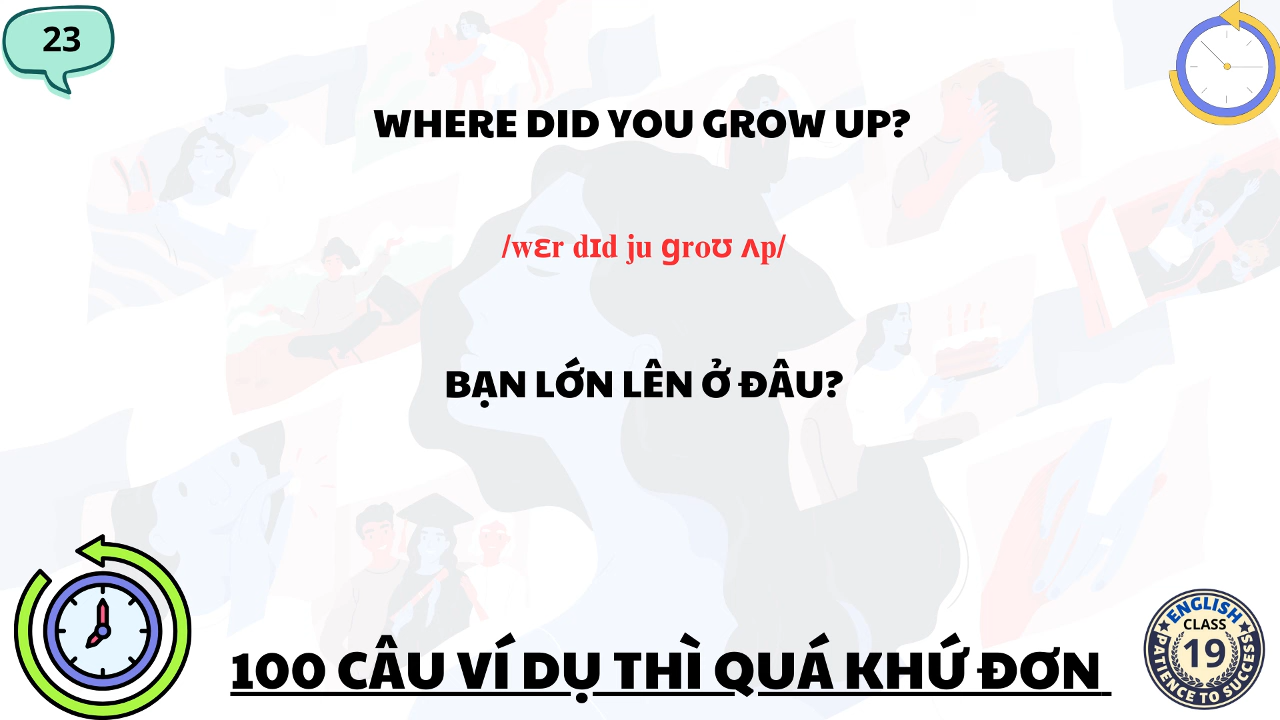 23
WHERE DID YOU GROW UP?
/wɛr dɪd ju ɡroʊ ʌp/
BẠN LỚN LÊN Ở ĐÂU?
100 CÂU VÍ DỤ THÌ QUÁ KHỨ ĐƠN
ENGLISH
CLASS
19
PATIENCE TO SUCCESS